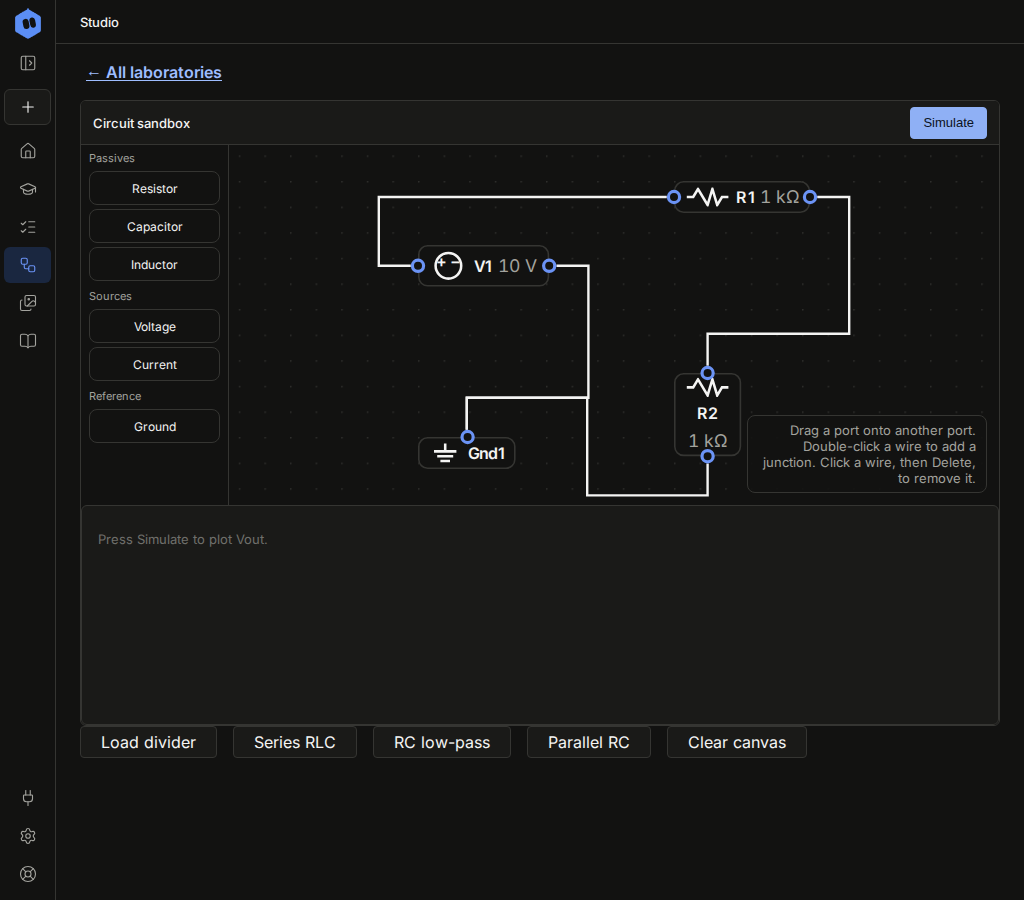 Studio
← All laboratories
Circuit sandbox
Simulate
Passives
Resistor
Capacitor
Inductor
Sources
Voltage
Current
Reference
Ground
R1 1 kΩ
V1 10 V
R2
1 kΩ
Gnd1
Drag a port onto another port.
Double-click a wire to add a
junction. Click a wire, then Delete,
to remove it.
Press Simulate to plot Vout.
Load divider
Series RLC
RC low-pass
Parallel RC
Clear canvas